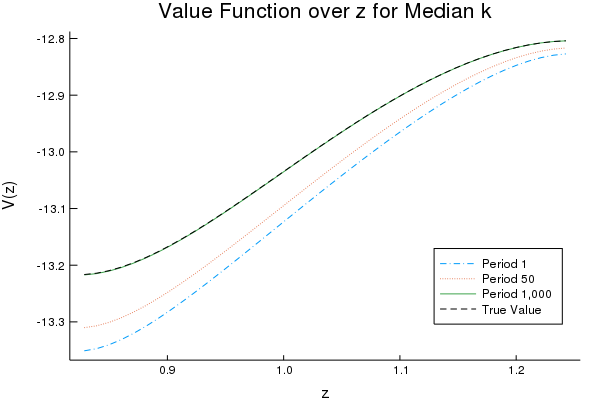 Value Function over z for Median k
V(z)
-12.8
-12.9
-13.0
-13.1
-13.2
-13.3
0.9
1.0
1.1
1.2
z
Period 1
Period 50
Period 1,000
True Value